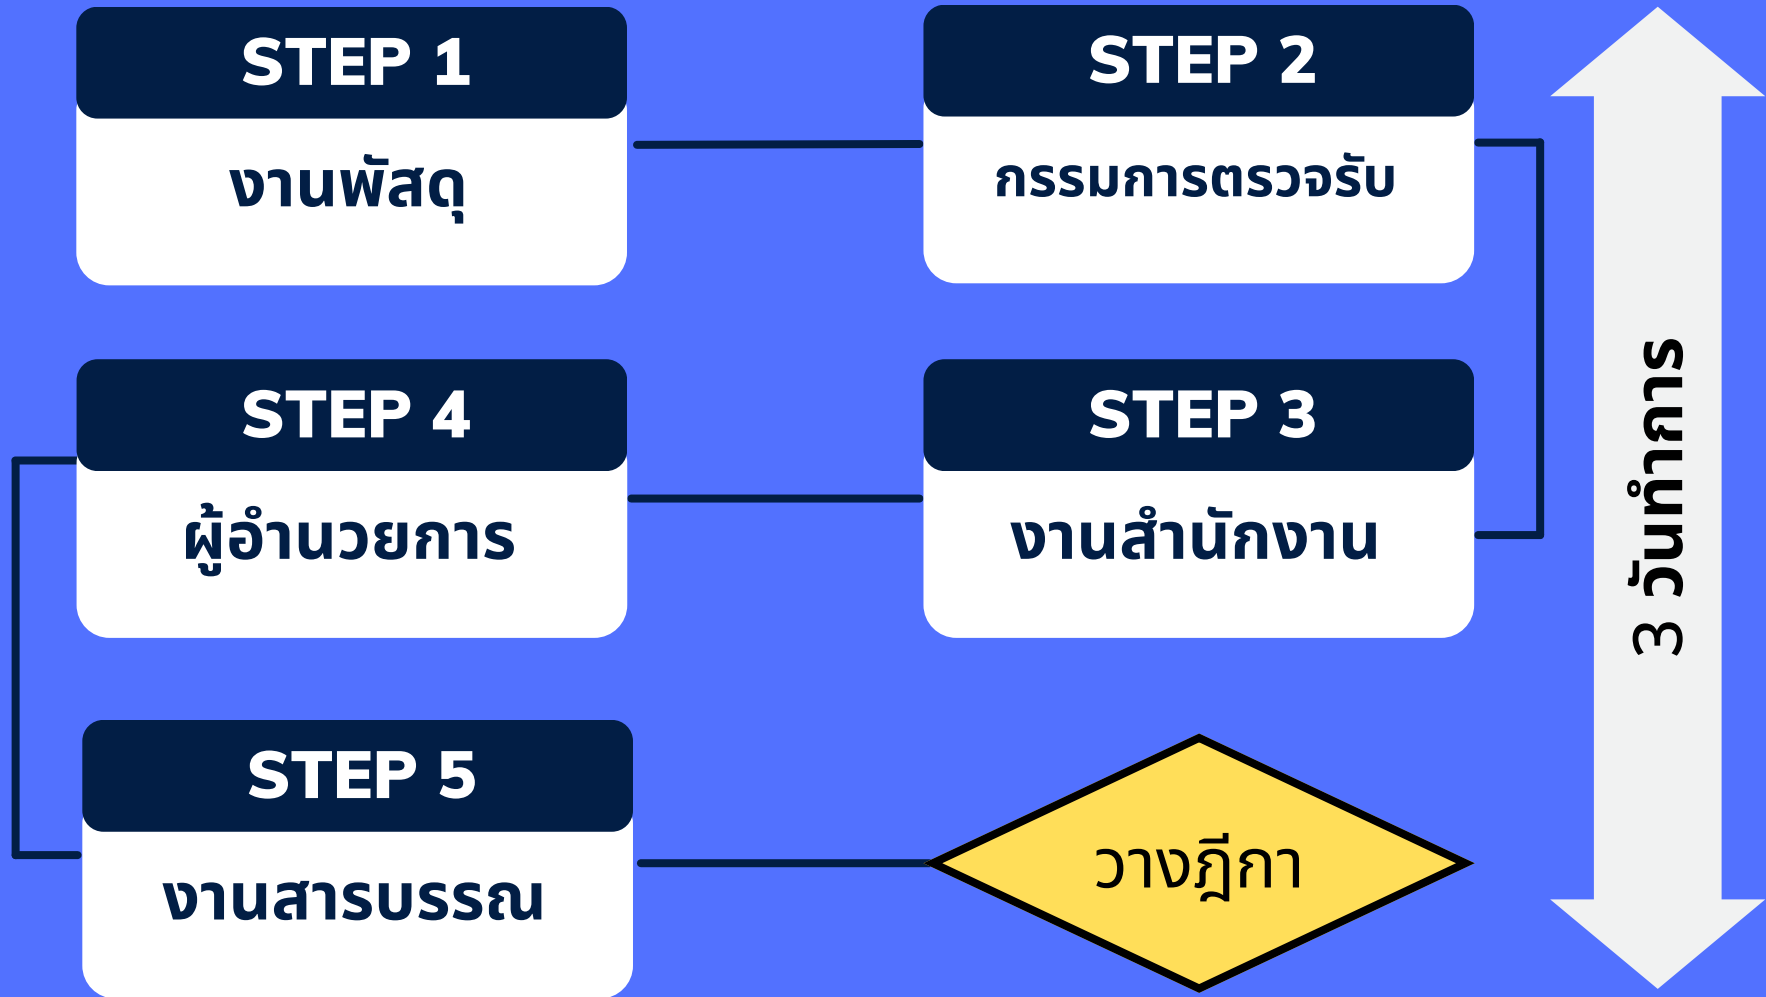 STEP 1
งานพัสดุ
STEP 2
กรรมการตรวจรับ
STEP 3
งานสำนักงาน
STEP 4
ผู้อำนวยการ
STEP 5
งานสารบรรณ
วางฎีกา
3 วันทำการ